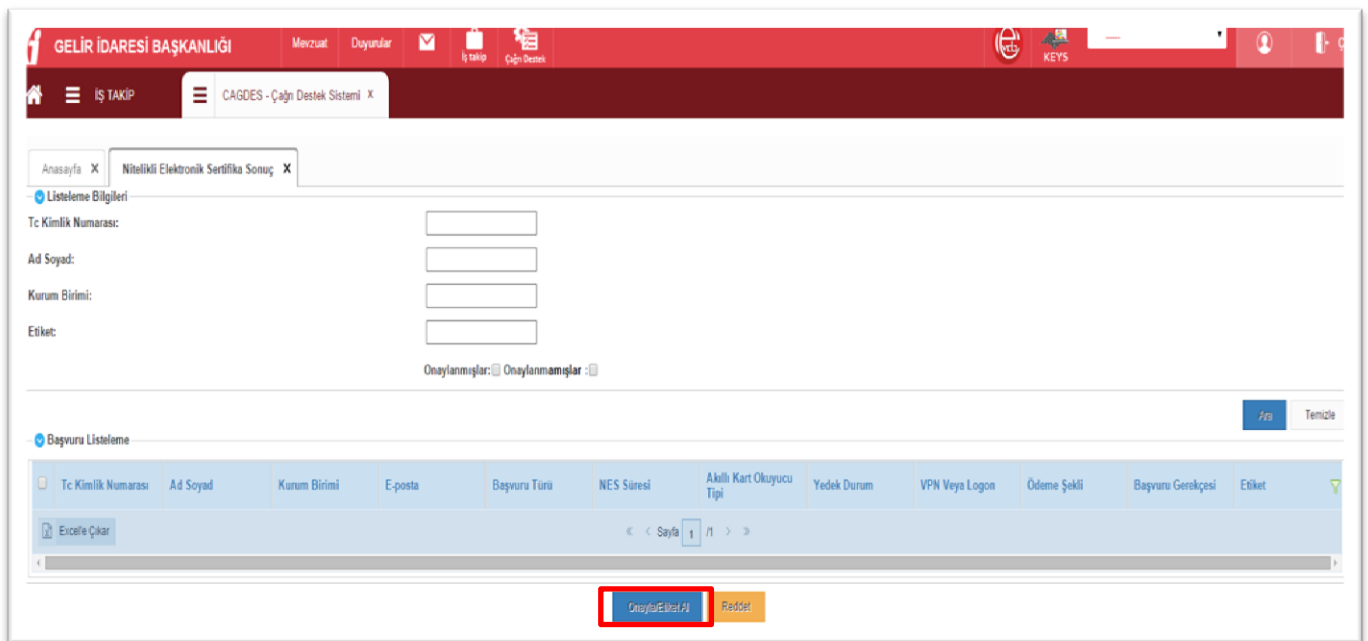 GELİR İDARESİ BAŞKANLIĞI Mevzuat Duyurular İş takip Çağrı Destek KEYS
İŞ TAKİP CAGDES - Çağrı Destek Sistemi X
Anasayfa X Nitelikli Elektronik Sertifika Sonuç X
Listeleme Bilgileri
Tc Kimlik Numarası:
Ad Soyad:
Kurum Birimi:
Etiket:
Onaylanmışlar: Onaylanmamışlar :
Ara Temizle
Başvuru Listeleme
Tc Kimlik Numarası Ad Soyad Kurum Birimi E-posta Başvuru Türü NES Süresi Akıllı Kart Okuyucu Tipi Yedek Durum VPN Veya Logon Ödeme Şekli Başvuru Gerekçesi Etiket
Excel'e Çıkar « < Sayfa 1 /1 > »
Onayla/Etiket Al Reddet